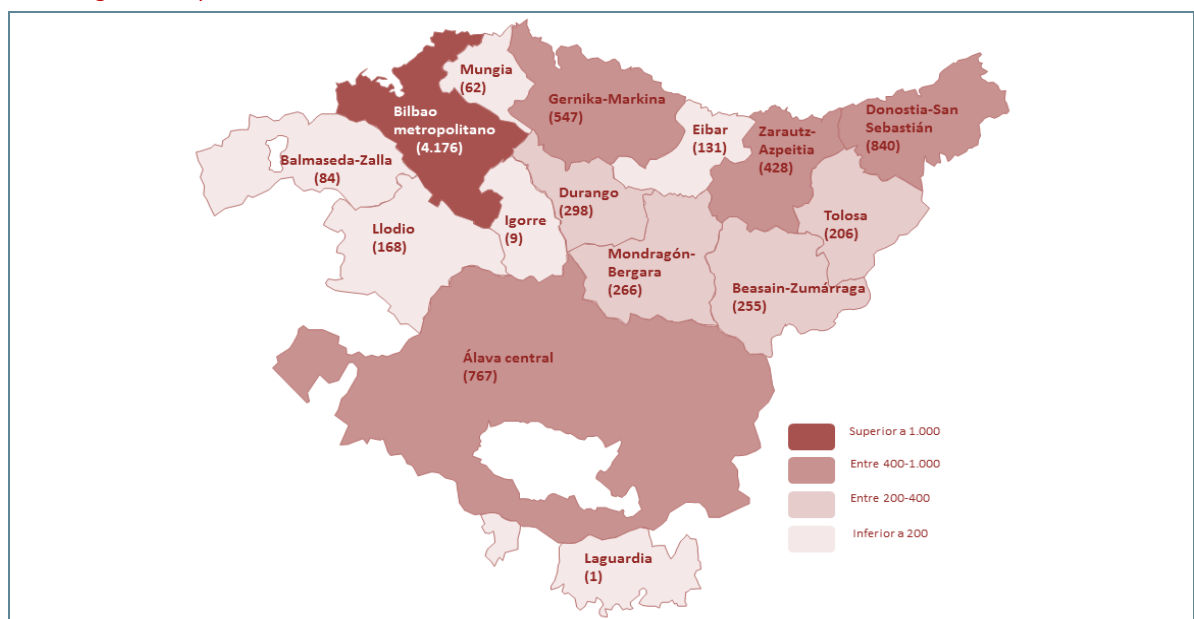 Mungia
(62)
Gernika-Markina
(547)
Donostia-San
Sebastián
(840)
Bilbao
metropolitano
(4.176)
Eibar
(131)
Zarautz-
Azpeitia
(428)
Balmaseda-Zalla
(84)
Durango
(298)
Tolosa
(206)
Llodio
(168)
Igorre
(9)
Mondragón-
Bergara
(266)
Beasain-Zumárraga
(255)
Álava central
(767)
Superior a 1.000
Entre 400-1.000
Entre 200-400
Inferior a 200
Laguardia
(1)